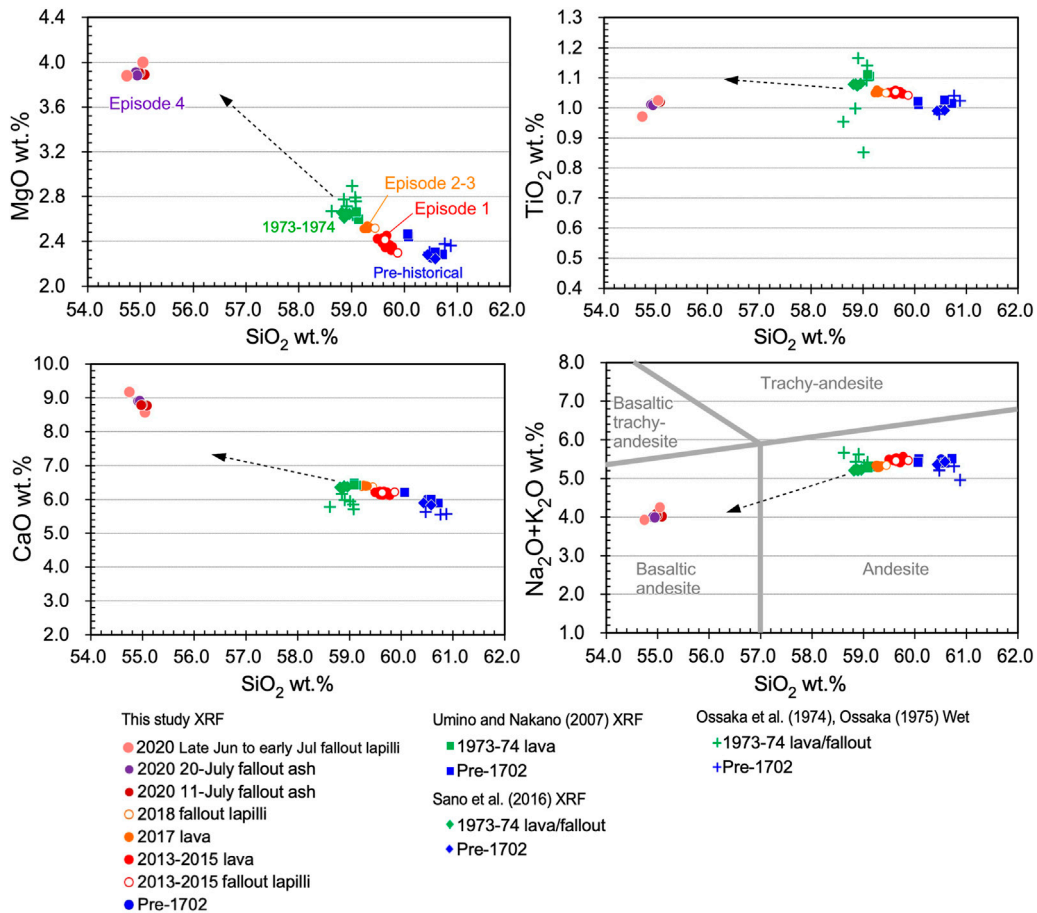 4.4
4.0
3.6
3.2
2.8
2.4
2.0
MgO wt.%
Episode 4
Episode 2-3
1973-1974
Episode 1
Pre-historical
54.0 55.0 56.0 57.0 58.0 59.0 60.0 61.0 62.0
SiO₂ wt.%
1.3
1.2
1.1
1.0
0.9
0.8
0.7
0.6
0.5
0.4
TiO₂ wt.%
54.0 55.0 56.0 57.0 58.0 59.0 60.0 61.0 62.0
SiO₂ wt.%
10.0
9.0
8.0
7.0
6.0
5.0
4.0
3.0
2.0
CaO wt.%
54.0 55.0 56.0 57.0 58.0 59.0 60.0 61.0 62.0
SiO₂ wt.%
8.0
7.0
6.0
5.0
4.0
3.0
2.0
1.0
Na₂O+K₂O wt.%
Trachy-andesite
Basaltic
trachy-
andesite
Basaltic
andesite
Andesite
54.0 55.0 56.0 57.0 58.0 59.0 60.0 61.0 62.0
SiO₂ wt.%
This study XRF
2020 Late Jun to early Jul fallout lapilli
2020 20-July fallout ash
2020 11-July fallout ash
2018 fallout lapilli
2017 lava
2013-2015 lava
2013-2015 fallout lapilli
Pre-1702
Umino and Nakano (2007) XRF
1973-74 lava
Pre-1702
Sano et al. (2016) XRF
1973-74 lava/fallout
Pre-1702
Ossaka et al. (1974), Ossaka (1975) Wet
1973-74 lava/fallout
Pre-1702